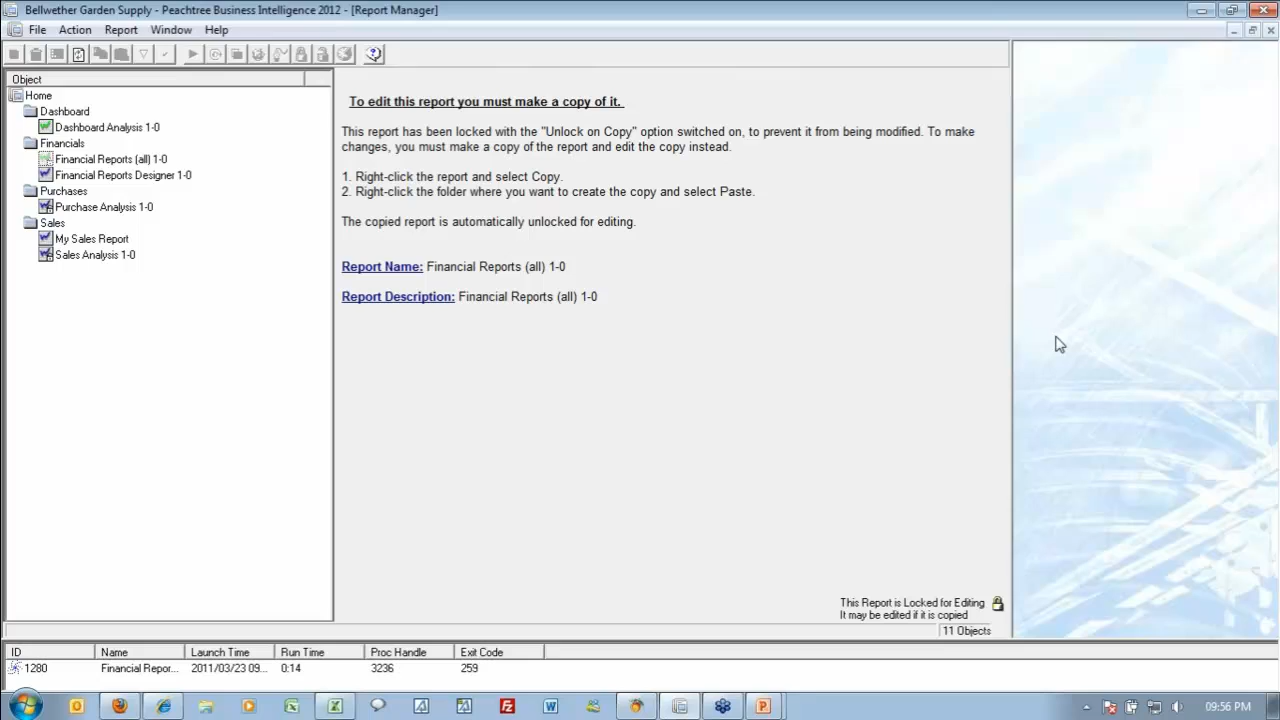 Bellwether Garden Supply - Peachtree Business Intelligence 2012 - [Report Manager]
File Action Report Window Help
Object
Home
Dashboard
Dashboard Analysis 1-0
Financials
Financial Reports (all) 1-0
Financial Reports Designer 1-0
Purchases
Purchase Analysis 1-0
Sales
My Sales Report
Sales Analysis 1-0
To edit this report you must make a copy of it.
This report has been locked with the "Unlock on Copy" option switched on, to prevent it from being modified. To make
changes, you must make a copy of the report and edit the copy instead.
1. Right-click the report and select Copy.
2. Right-click the folder where you want to create the copy and select Paste.
The copied report is automatically unlocked for editing.
Report Name: Financial Reports (all) 1-0
Report Description: Financial Reports (all) 1-0
This Report is Locked for Editing
It may be edited if it is copied
11 Objects
ID Name Launch Time Run Time Proc Handle Exit Code
1280 Financial Repor... 2011/03/23 09... 0:14 3236 259
09:56 PM